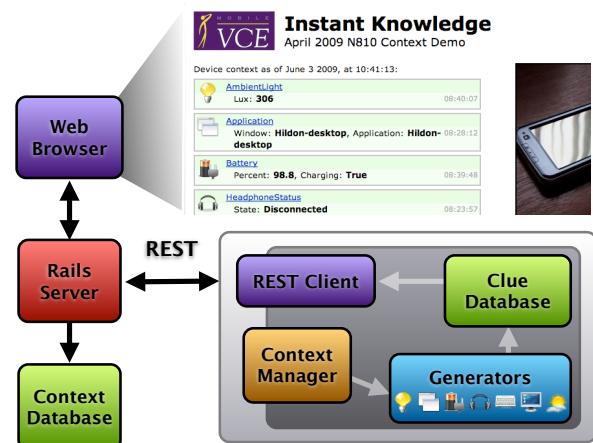 MOBILE
VCE
Instant Knowledge
April 2009 N810 Context Demo
Device context as of June 3 2009, at 10:41:13:
AmbientLight
Lux: 306
08:40:07
Application
Window: Hildon-desktop, Application: Hildon-
desktop
08:28:12
Battery
Percent: 98.8, Charging: True
08:39:48
HeadphoneStatus
State: Disconnected
08:23:57
Web
Browser
REST
Rails
Server
REST Client
Clue
Database
Context
Manager
Generators
Context
Database